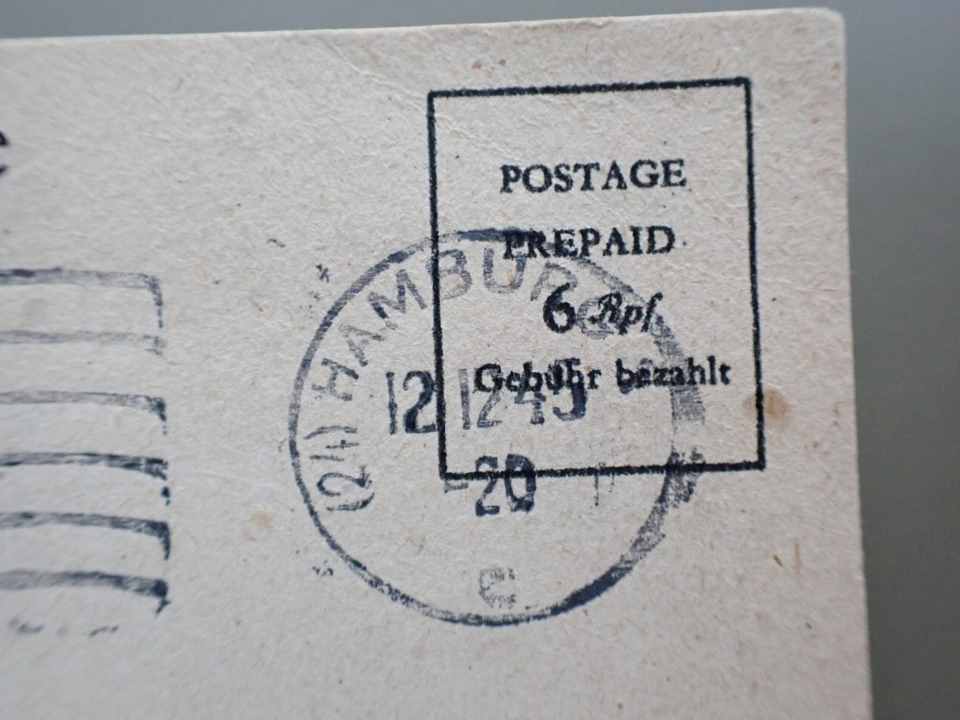 POSTAGE
PREPAID
6 Rpf.
Gebühr bezahlt
(24) HAMBURG
12 12 45
-20
c